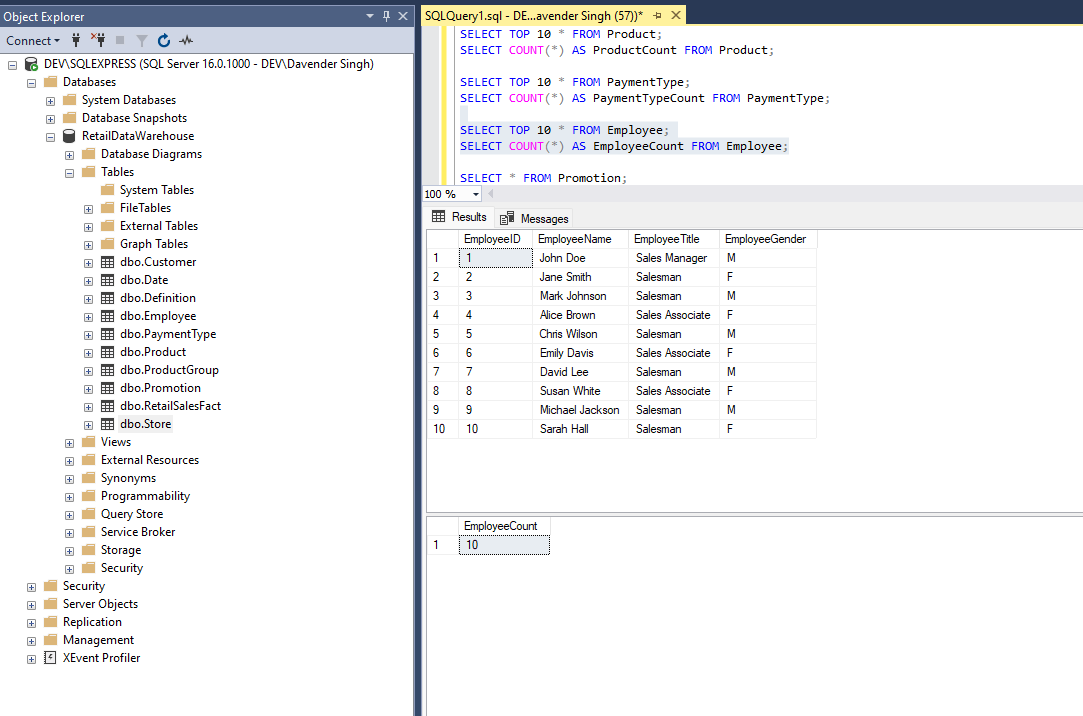 Object Explorer
Connect
DEV\SQLEXPRESS (SQL Server 16.0.1000 - DEV\Davender Singh)
Databases
System Databases
Database Snapshots
RetailDataWarehouse
Database Diagrams
Tables
System Tables
FileTables
External Tables
Graph Tables
dbo.Customer
dbo.Date
dbo.Definition
dbo.Employee
dbo.PaymentType
dbo.Product
dbo.ProductGroup
dbo.Promotion
dbo.RetailSalesFact
dbo.Store
Views
External Resources
Synonyms
Programmability
Query Store
Service Broker
Storage
Security
Security
Server Objects
Replication
Management
XEvent Profiler
SQLQuery1.sql - DE...avender Singh (57))*
SELECT TOP 10 * FROM Product;
SELECT COUNT(*) AS ProductCount FROM Product;
SELECT TOP 10 * FROM PaymentType;
SELECT COUNT(*) AS PaymentTypeCount FROM PaymentType;
SELECT TOP 10 * FROM Employee;
SELECT COUNT(*) AS EmployeeCount FROM Employee;
SELECT * FROM Promotion;
100 %
Results Messages
EmployeeID EmployeeName EmployeeTitle EmployeeGender
1 1 John Doe Sales Manager M
2 2 Jane Smith Salesman F
3 3 Mark Johnson Salesman M
4 4 Alice Brown Sales Associate F
5 5 Chris Wilson Salesman M
6 6 Emily Davis Sales Associate F
7 7 David Lee Salesman M
8 8 Susan White Sales Associate F
9 9 Michael Jackson Salesman M
10 10 Sarah Hall Salesman F
EmployeeCount
1 10